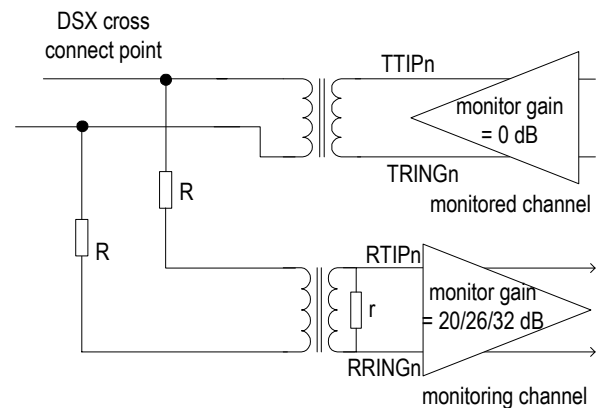 DSX cross
connect point
TTIPn
monitor gain
= 0 dB
TRINGn
monitored channel
R
R
RTIPn
monitor gain
= 20/26/32 dB
r
RRINGn
monitoring channel